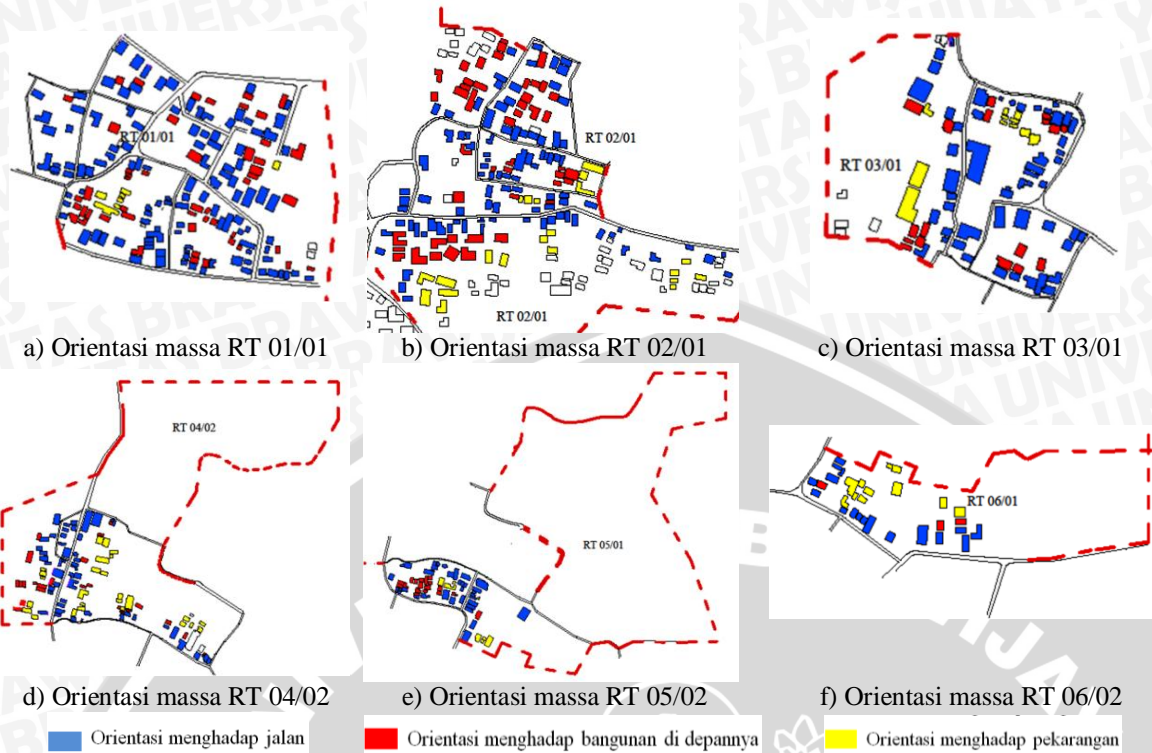 RT 01/01
RT 02/01
RT 02/01
RT 03/01
a) Orientasi massa RT 01/01
b) Orientasi massa RT 02/01
c) Orientasi massa RT 03/01
RT 04/02
RT 05/01
RT 06/01
d) Orientasi massa RT 04/02
e) Orientasi massa RT 05/02
f) Orientasi massa RT 06/02
Orientasi menghadap jalan
Orientasi menghadap bangunan di depannya
Orientasi menghadap pekarangan